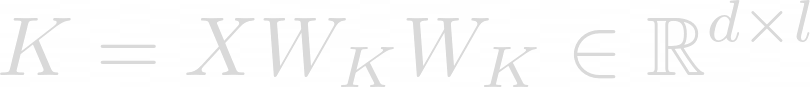 K = XW_K W_K ∈ ℝ^{d×l}